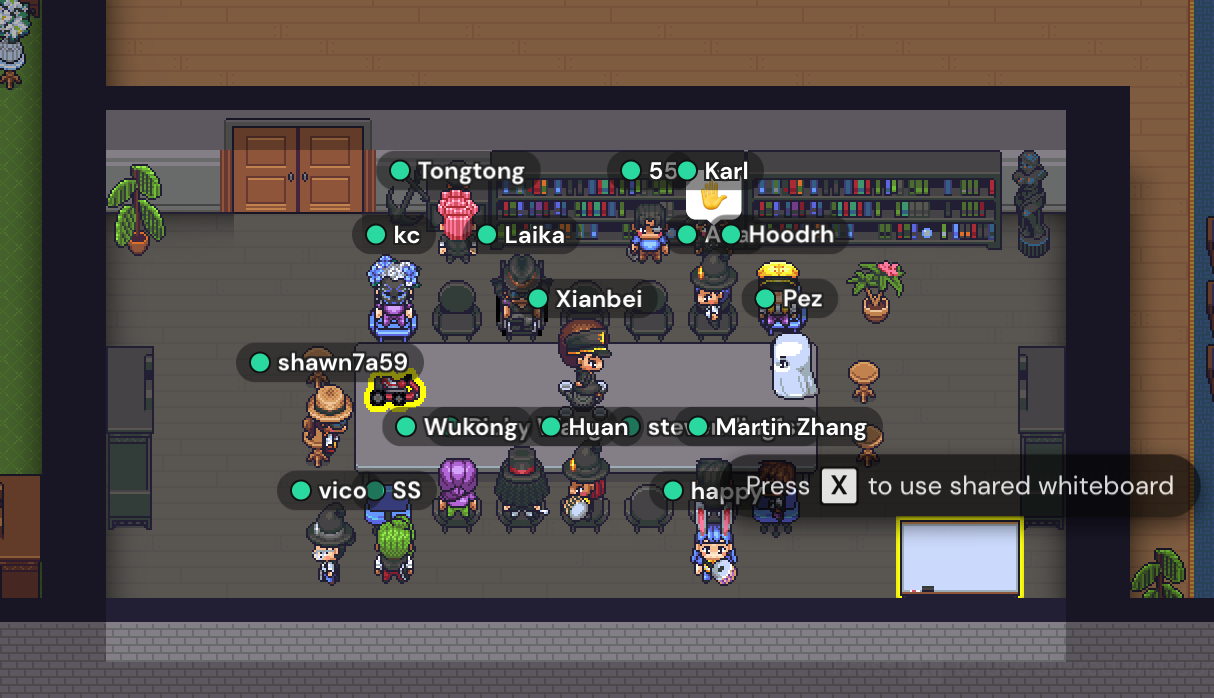 Tongtong
55
Karl
kc
Laika
Hoodrh
Xianbei
Pez
shawn7a59
Wukong
Huan
Martin Zhang
vico
SS
happy
Press X to use shared whiteboard